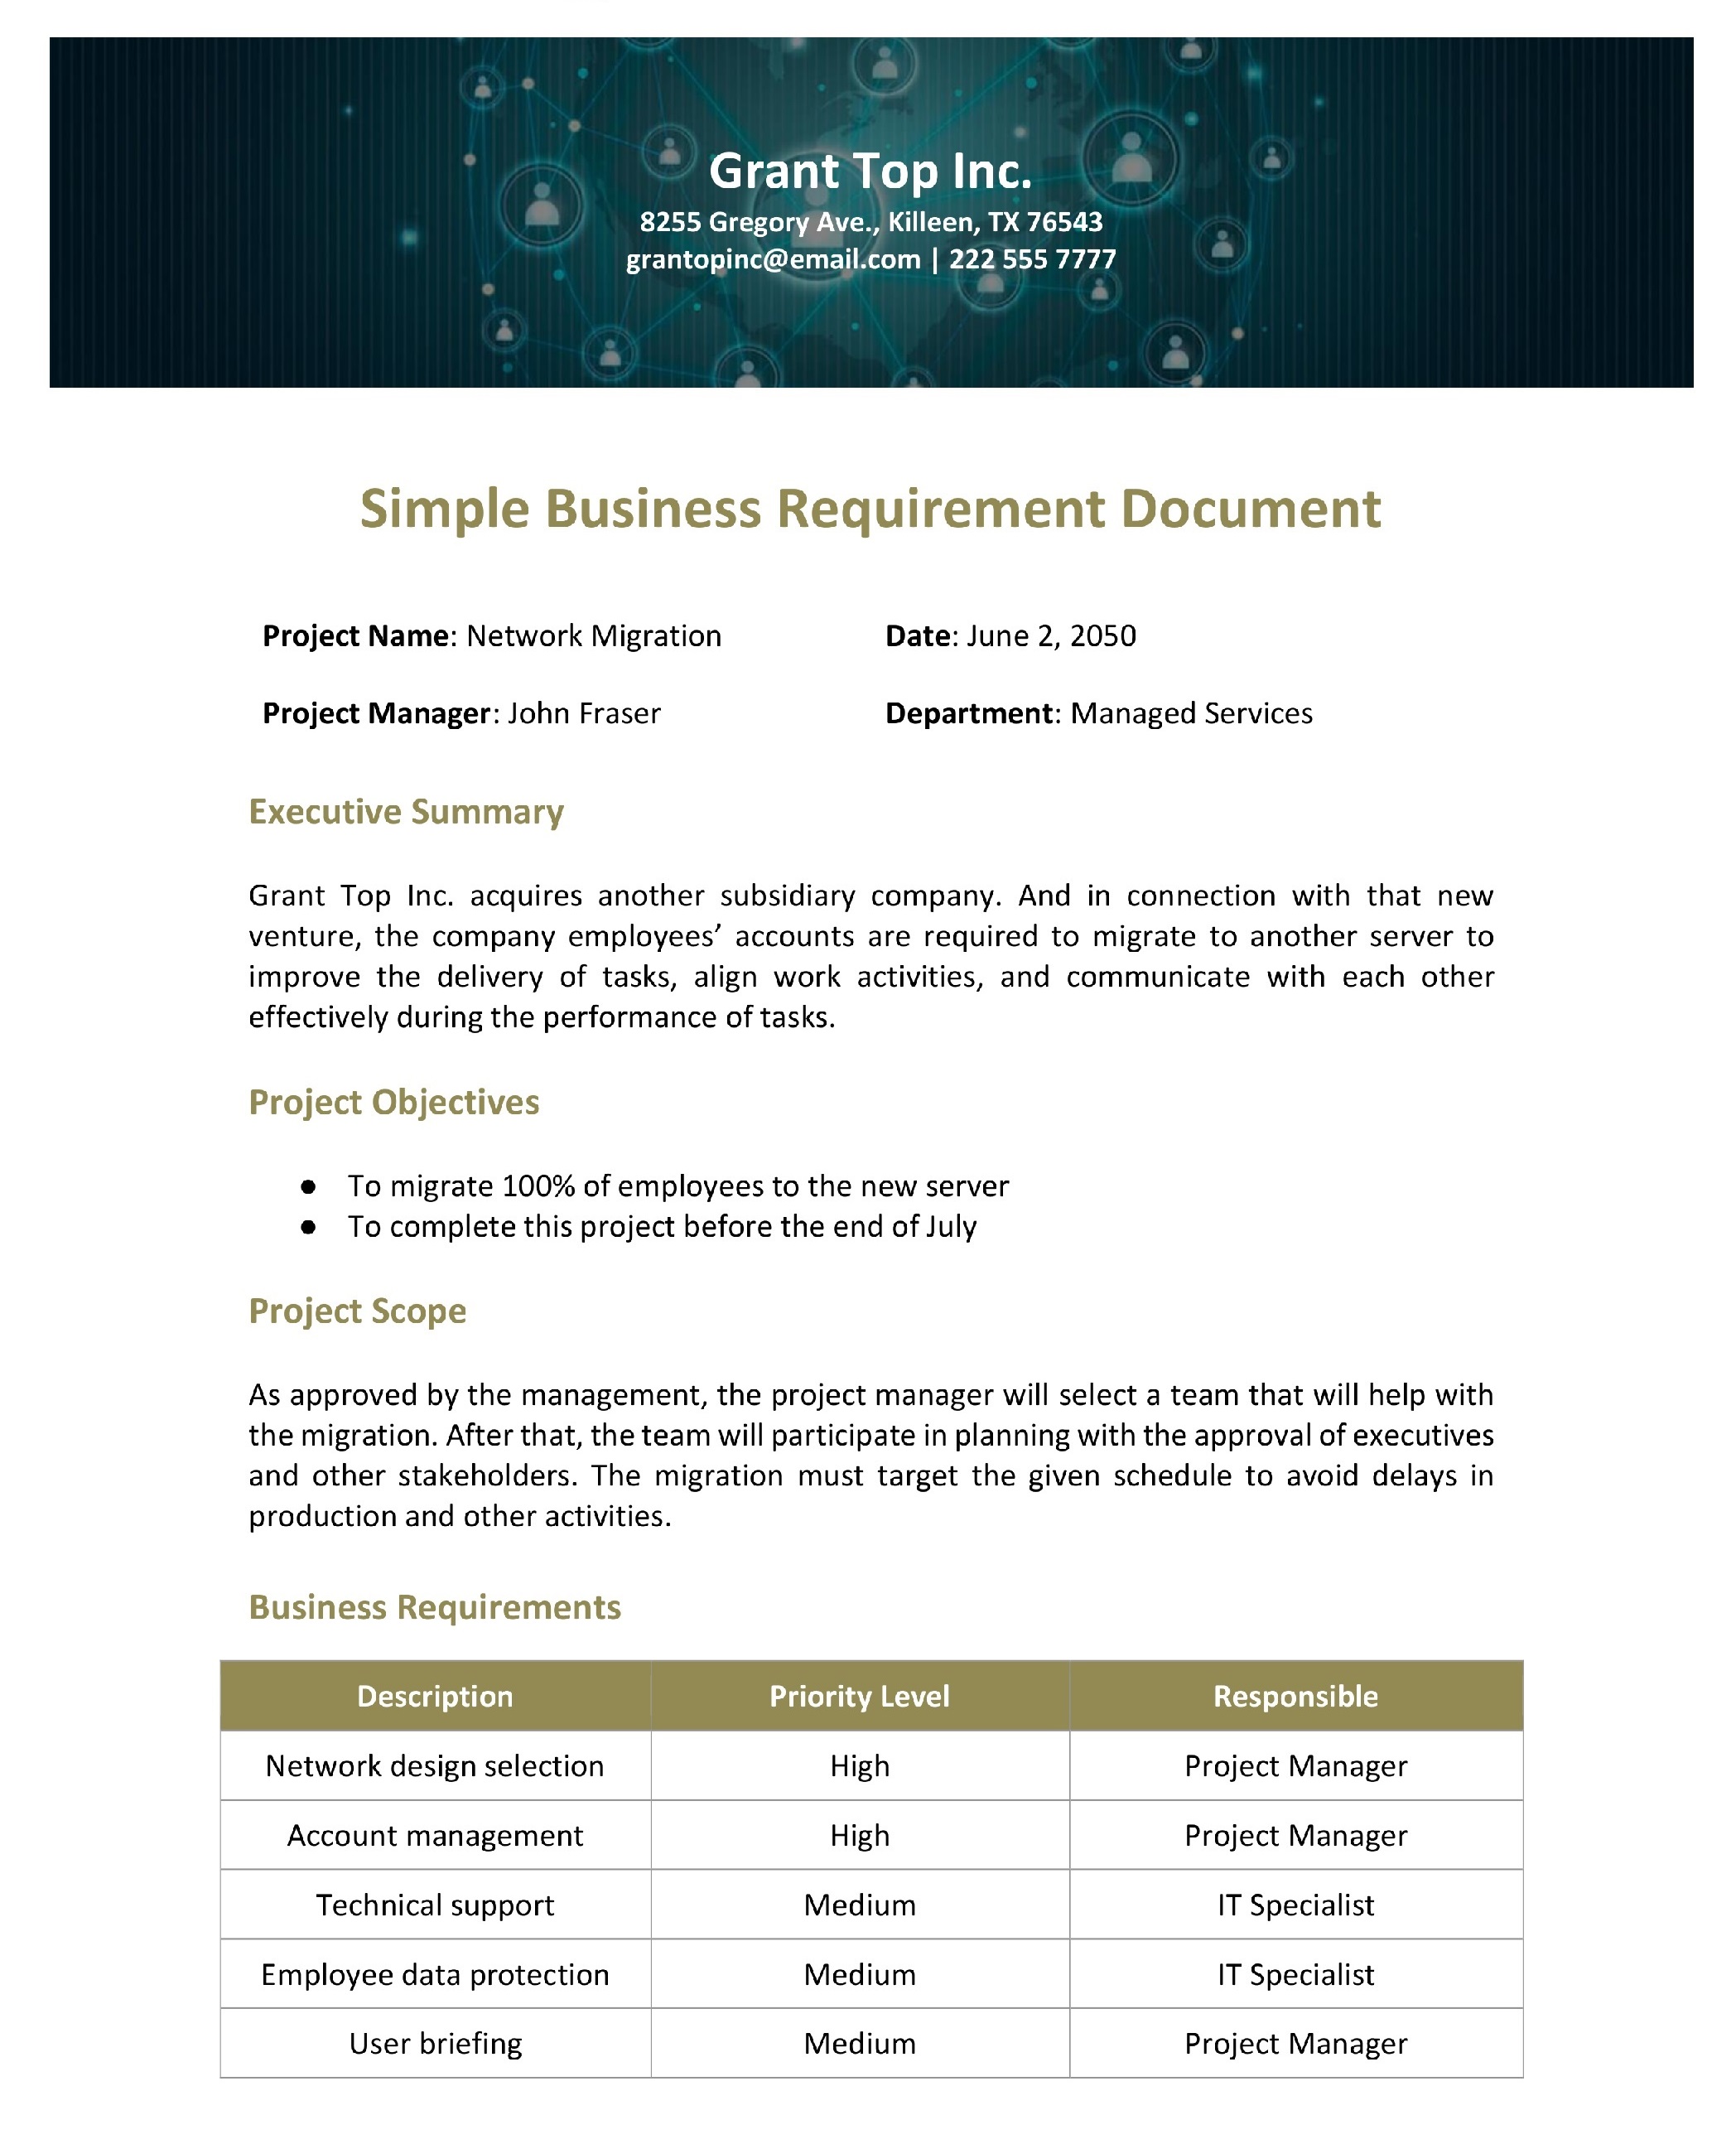 Grant Top Inc.
8255 Gregory Ave., Killeen, TX 76543
grantopinc@email.com | 222 555 7777
Simple Business Requirement Document
Project Name: Network Migration Date: June 2, 2050
Project Manager: John Fraser Department: Managed Services
Executive Summary
Grant Top Inc. acquires another subsidiary company. And in connection with that new
venture, the company employees’ accounts are required to migrate to another server to
improve the delivery of tasks, align work activities, and communicate with each other
effectively during the performance of tasks.
Project Objectives
● To migrate 100% of employees to the new server
● To complete this project before the end of July
Project Scope
As approved by the management, the project manager will select a team that will help with
the migration. After that, the team will participate in planning with the approval of executives
and other stakeholders. The migration must target the given schedule to avoid delays in
production and other activities.
Business Requirements
Description Priority Level Responsible
Network design selection High Project Manager
Account management High Project Manager
Technical support Medium IT Specialist
Employee data protection Medium IT Specialist
User briefing Medium Project Manager